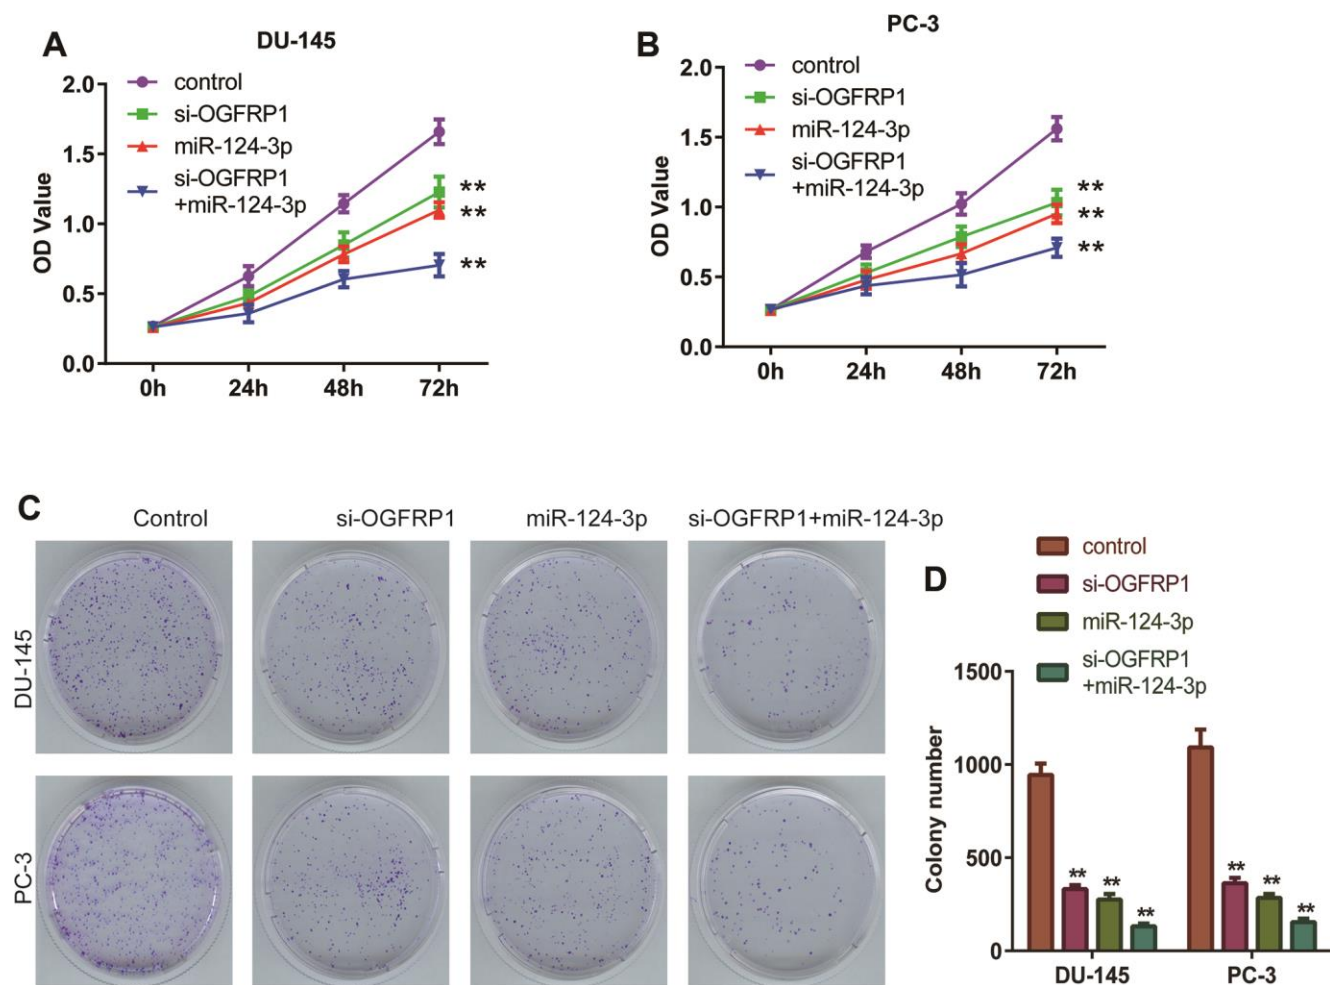 A
DU-145
control
si-OGFRP1
miR-124-3p
si-OGFRP1
+miR-124-3p
OD Value
2.0
1.5
1.0
0.5
0.0
0h
24h
48h
72h
**
**
**
B
PC-3
control
si-OGFRP1
miR-124-3p
si-OGFRP1
+miR-124-3p
OD Value
2.0
1.5
1.0
0.5
0.0
0h
24h
48h
72h
**
**
**
C
Control
si-OGFRP1
miR-124-3p
si-OGFRP1+miR-124-3p
DU-145
PC-3
D
control
si-OGFRP1
miR-124-3p
si-OGFRP1
+miR-124-3p
Colony number
1500
1000
500
0
**
**
**
**
**
**
DU-145
PC-3